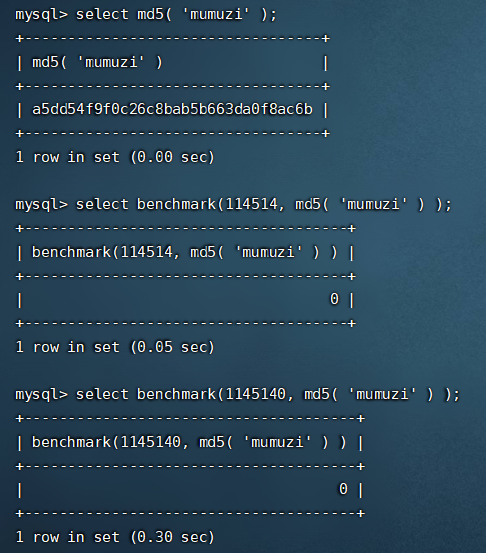 mysql> select md5( 'mumuzi' );
+----------------------------------+
| md5( 'mumuzi' )                  |
+----------------------------------+
| a5dd54f9f0c26c8bab5b663da0f8ac6b |
+----------------------------------+
1 row in set (0.00 sec)
mysql> select benchmark(114514, md5( 'mumuzi' ) );
+-------------------------------------+
| benchmark(114514, md5( 'mumuzi' ) ) |
+-------------------------------------+
|                                   0 |
+-------------------------------------+
1 row in set (0.05 sec)
mysql> select benchmark(1145140, md5( 'mumuzi' ) );
+--------------------------------------+
| benchmark(1145140, md5( 'mumuzi' ) ) |
+--------------------------------------+
|                                    0 |
+--------------------------------------+
1 row in set (0.30 sec)